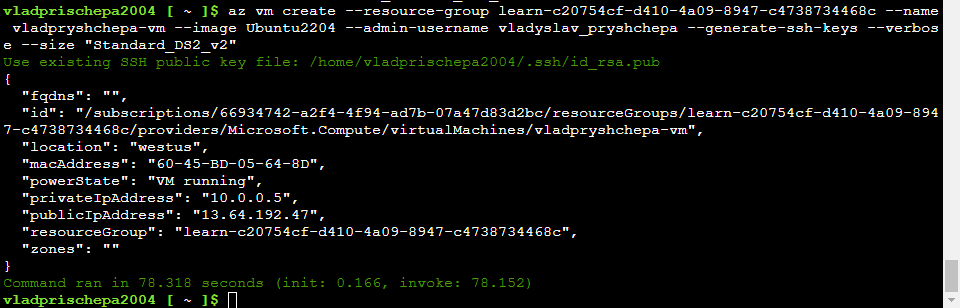 vladprischepa2004 [ ~ ]$ az vm create --resource-group learn-c20754cf-d410-4a09-8947-c4738734468c --name
 vladpryshchepa-vm --image Ubuntu2204 --admin-username vladyslav_pryshchepa --generate-ssh-keys --verbos
e --size "Standard_DS2_v2"
Use existing SSH public key file: /home/vladprischepa2004/.ssh/id_rsa.pub
{
  "fqdns": "",
  "id": "/subscriptions/66934742-a2f4-4f94-ad7b-07a47d83d2bc/resourceGroups/learn-c20754cf-d410-4a09-894
7-c4738734468c/providers/Microsoft.Compute/virtualMachines/vladpryshchepa-vm",
  "location": "westus",
  "macAddress": "60-45-BD-05-64-8D",
  "powerState": "VM running",
  "privateIpAddress": "10.0.0.5",
  "publicIpAddress": "13.64.192.47",
  "resourceGroup": "learn-c20754cf-d410-4a09-8947-c4738734468c",
  "zones": ""
}
Command ran in 78.318 seconds (init: 0.166, invoke: 78.152)
vladprischepa2004 [ ~ ]$